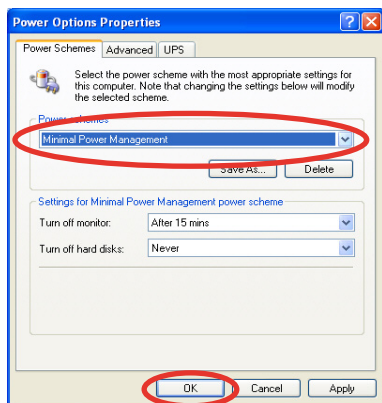 Power Options Properties
Power Schemes Advanced UPS
Select the power scheme with the most appropriate settings for
this computer. Note that changing the settings below will modify
the selected scheme.
Power schemes
Minimal Power Management
Save As... Delete
Settings for Minimal Power Management power scheme
Turn off monitor: After 15 mins
Turn off hard disks: Never
OK Cancel Apply